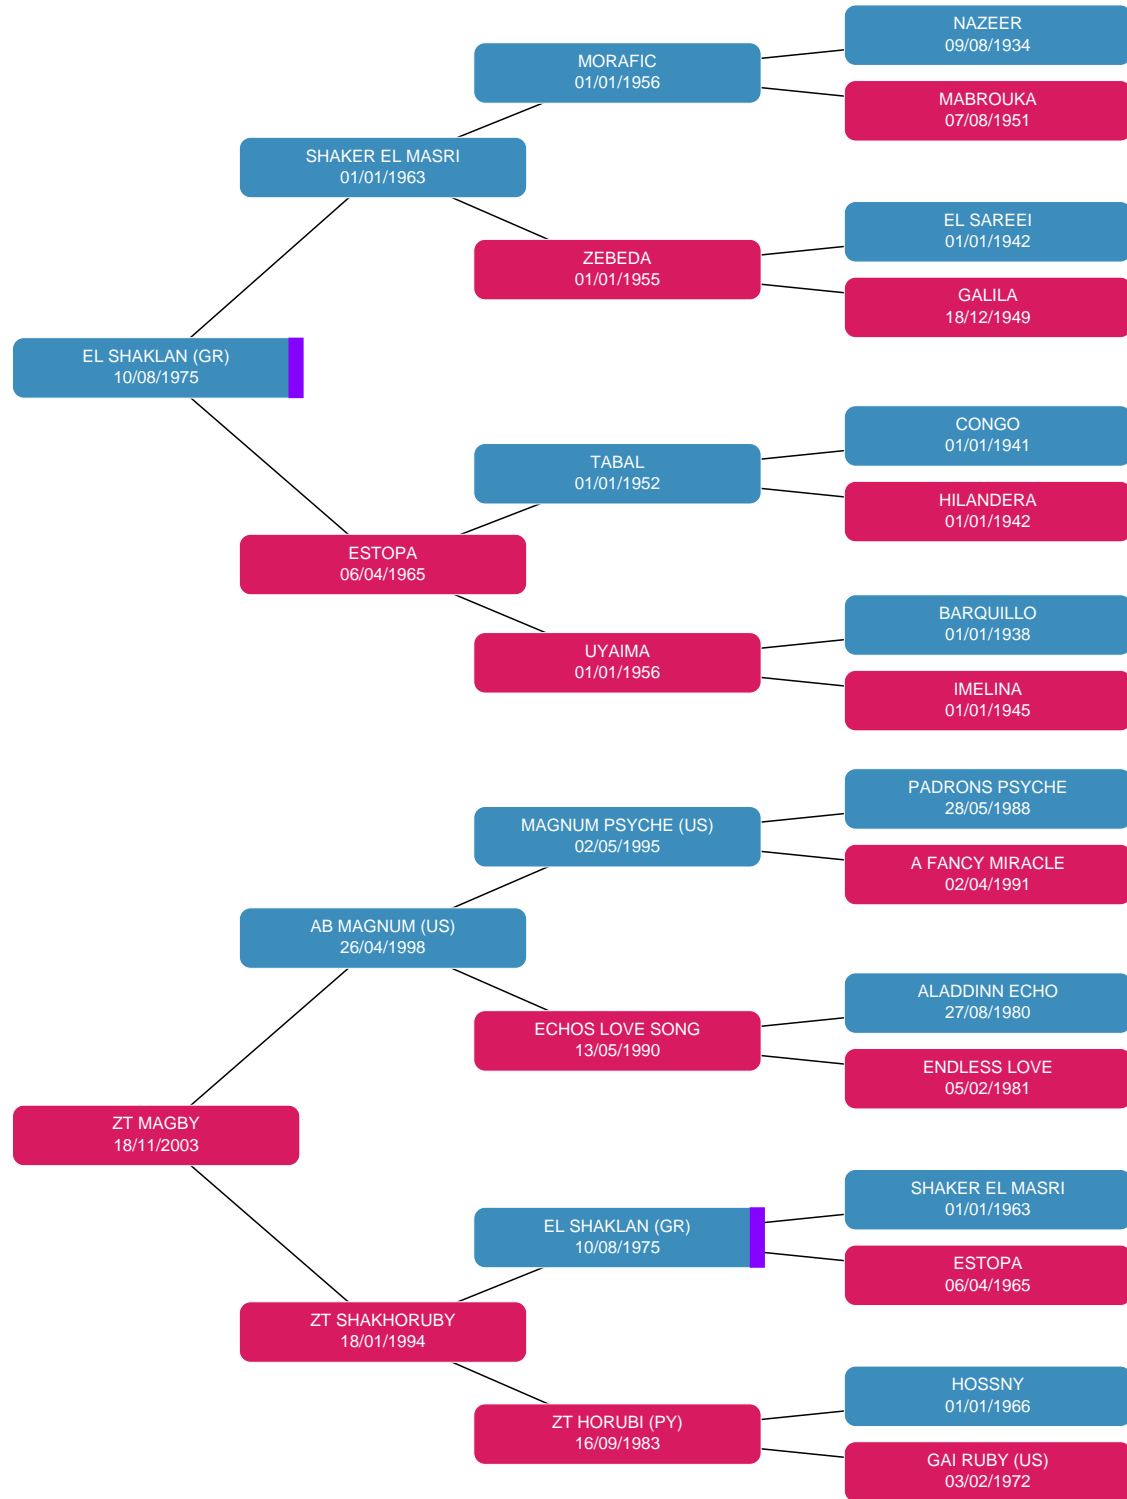 NAZEER
09/08/1934
MORAFIC
01/01/1956
MABROUKA
07/08/1951
SHAKER EL MASRI
01/01/1963
EL SAREEI
01/01/1942
ZEBEDA
01/01/1955
GALILA
18/12/1949
EL SHAKLAN (GR)
10/08/1975
CONGO
01/01/1941
TABAL
01/01/1952
HILANDERA
01/01/1942
ESTOPA
06/04/1965
BARQUILLO
01/01/1938
UYAIMA
01/01/1956
IMELINA
01/01/1945
PADRONS PSYCHE
28/05/1988
MAGNUM PSYCHE (US)
02/05/1995
A FANCY MIRACLE
02/04/1991
AB MAGNUM (US)
26/04/1998
ALADDINN ECHO
27/08/1980
ECHOS LOVE SONG
13/05/1990
ENDLESS LOVE
05/02/1981
ZT MAGBY
18/11/2003
SHAKER EL MASRI
01/01/1963
EL SHAKLAN (GR)
10/08/1975
ESTOPA
06/04/1965
ZT SHAKHORUBY
18/01/1994
HOSSNY
01/01/1966
ZT HORUBI (PY)
16/09/1983
GAI RUBY (US)
03/02/1972